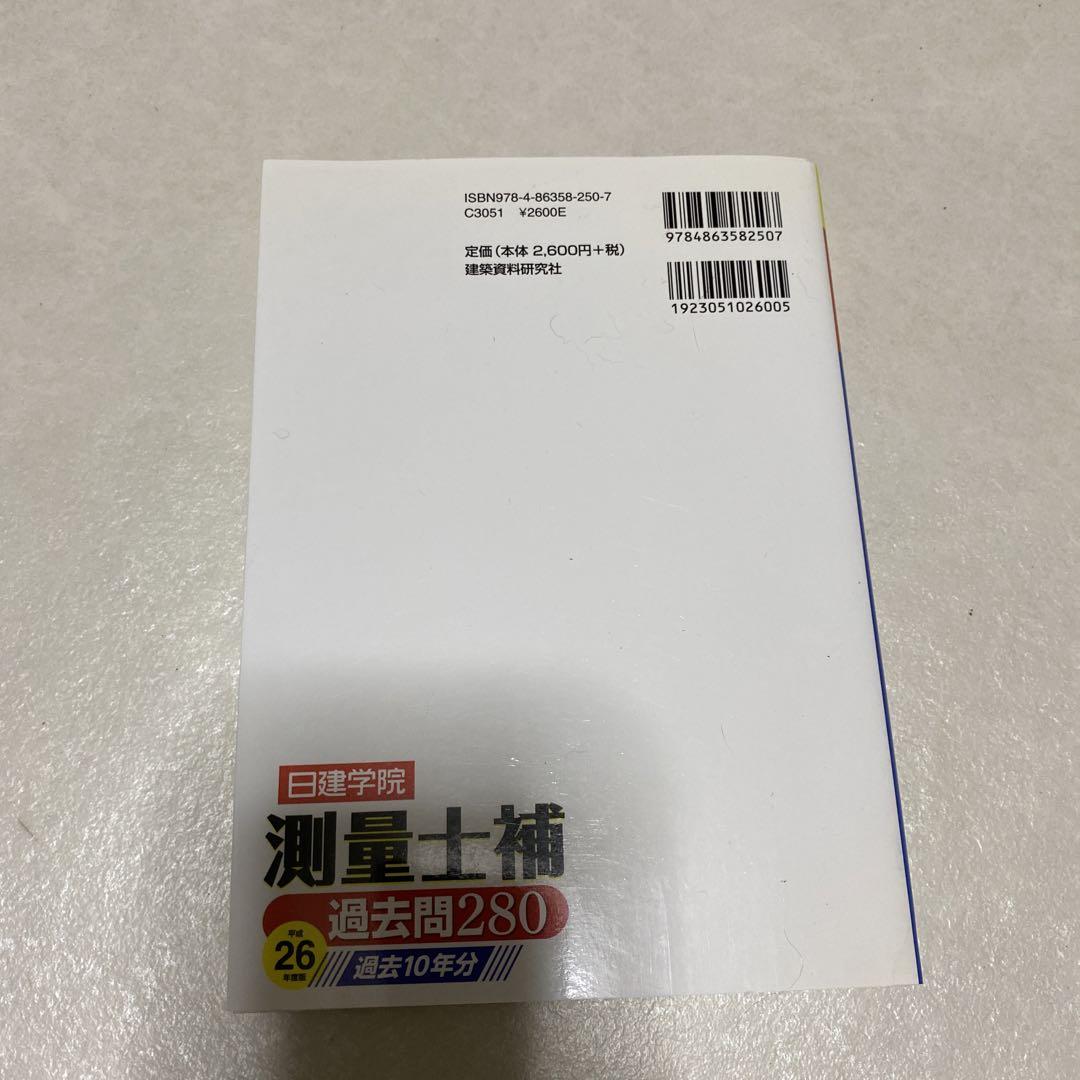 ISBN978-4-86358-250-7
C3051 ¥2600E
定価(本体 2,600円+税)
建築資料研究社
9784863582507
1923051026005
日建学院
測量士補
過去問280
平成
26
年度版
過去10年分